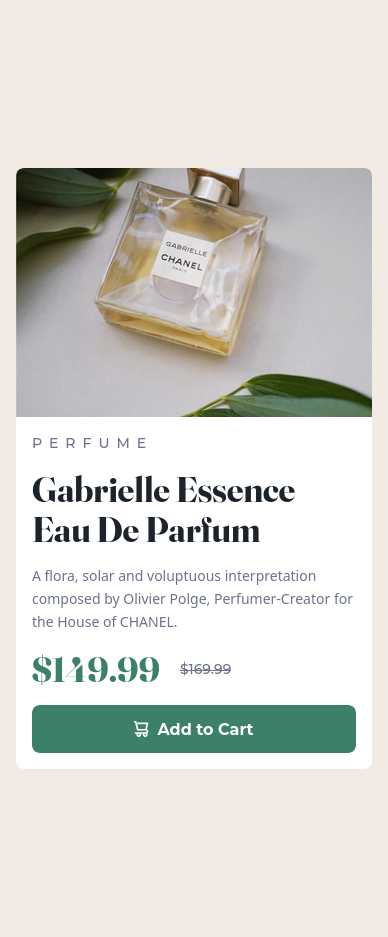 GABRIELLE
CHANEL
PARIS
PERFUME
Gabrielle Essence
Eau De Parfum
A flora, solar and voluptuous interpretation
composed by Olivier Polge, Perfumer-Creator for
the House of CHANEL.
$149.99 $169.99
Add to Cart